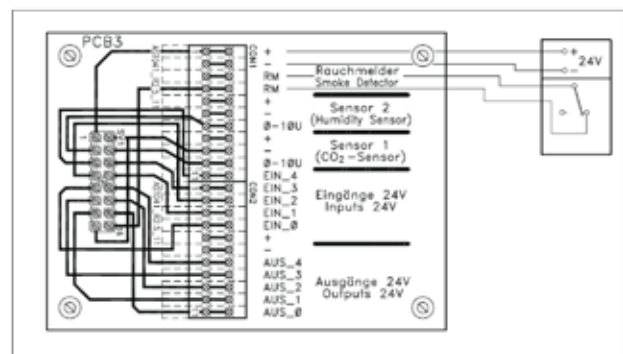 PCB3
CON1
+
-
RM
RM
+
-
0-10U
+
-
0-10U
EIN_4
EIN_3
EIN_2
EIN_1
EIN_0
+
-
AUS_4
AUS_3
AUS_2
AUS_1
AUS_0
CON2
Rauchmelder
Smoke Detector
Sensor 2
(Humidity Sensor)
Sensor 1
(CO2-Sensor)
Eingänge 24V
Inputs 24V
Ausgänge 24V
Outputs 24V
+
24V
-